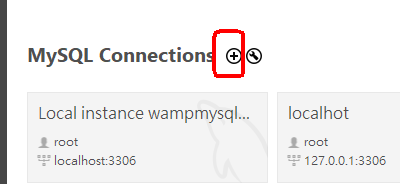 MySQL Connections
Local instance wampmysql...
root
localhost:3306
localhot
root
127.0.0.1:3306